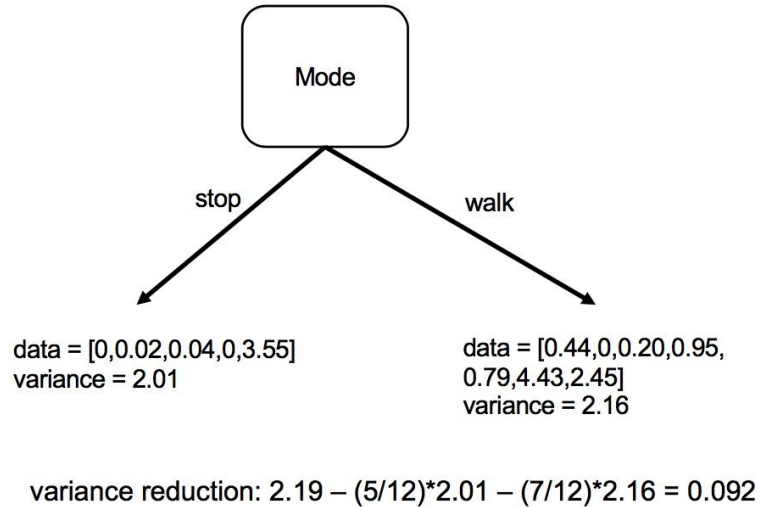 Mode
stop
walk
data = [0,0.02,0.04,0,3.55]
variance = 2.01
data = [0.44,0,0.20,0.95,
0.79,4.43,2.45]
variance = 2.16
variance reduction: 2.19 – (5/12)*2.01 – (7/12)*2.16 = 0.092